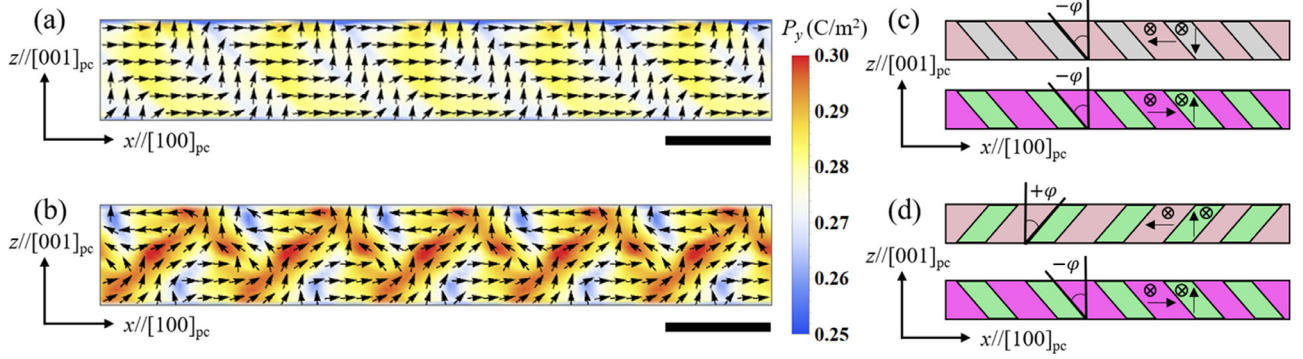 (a)
z//[001]pc
x//[100]pc
Py (C/m²)
0.30
0.29
0.28
0.27
0.26
0.25
(b)
z//[001]pc
x//[100]pc
(c)
−φ
⊗ ⊗
z//[001]pc
−φ
⊗ ⊗
x//[100]pc
(d)
+φ
⊗ ⊗
z//[001]pc
−φ
⊗ ⊗
x//[100]pc